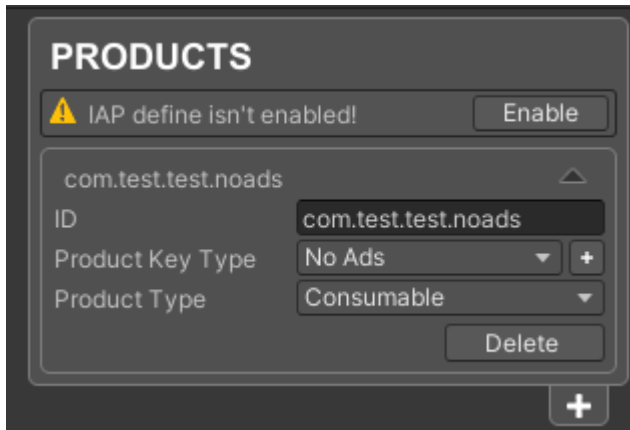 PRODUCTS
IAP define isn't enabled! Enable
com.test.test.noads
ID com.test.test.noads
Product Key Type No Ads +
Product Type Consumable
Delete
+